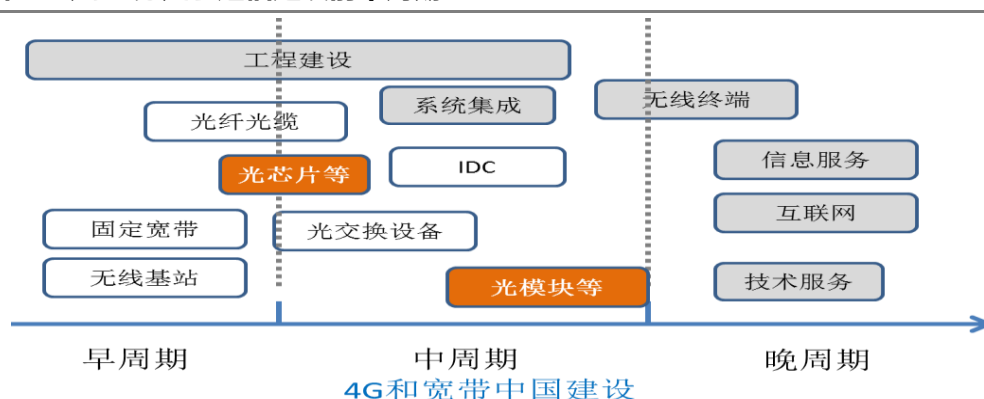 工程建设
系统集成
无线终端
光纤光缆
光芯片等
IDC
信息服务
固定宽带
光交换设备
互联网
无线基站
光模块等
技术服务
早周期
中周期
晚周期
4G和宽带中国建设